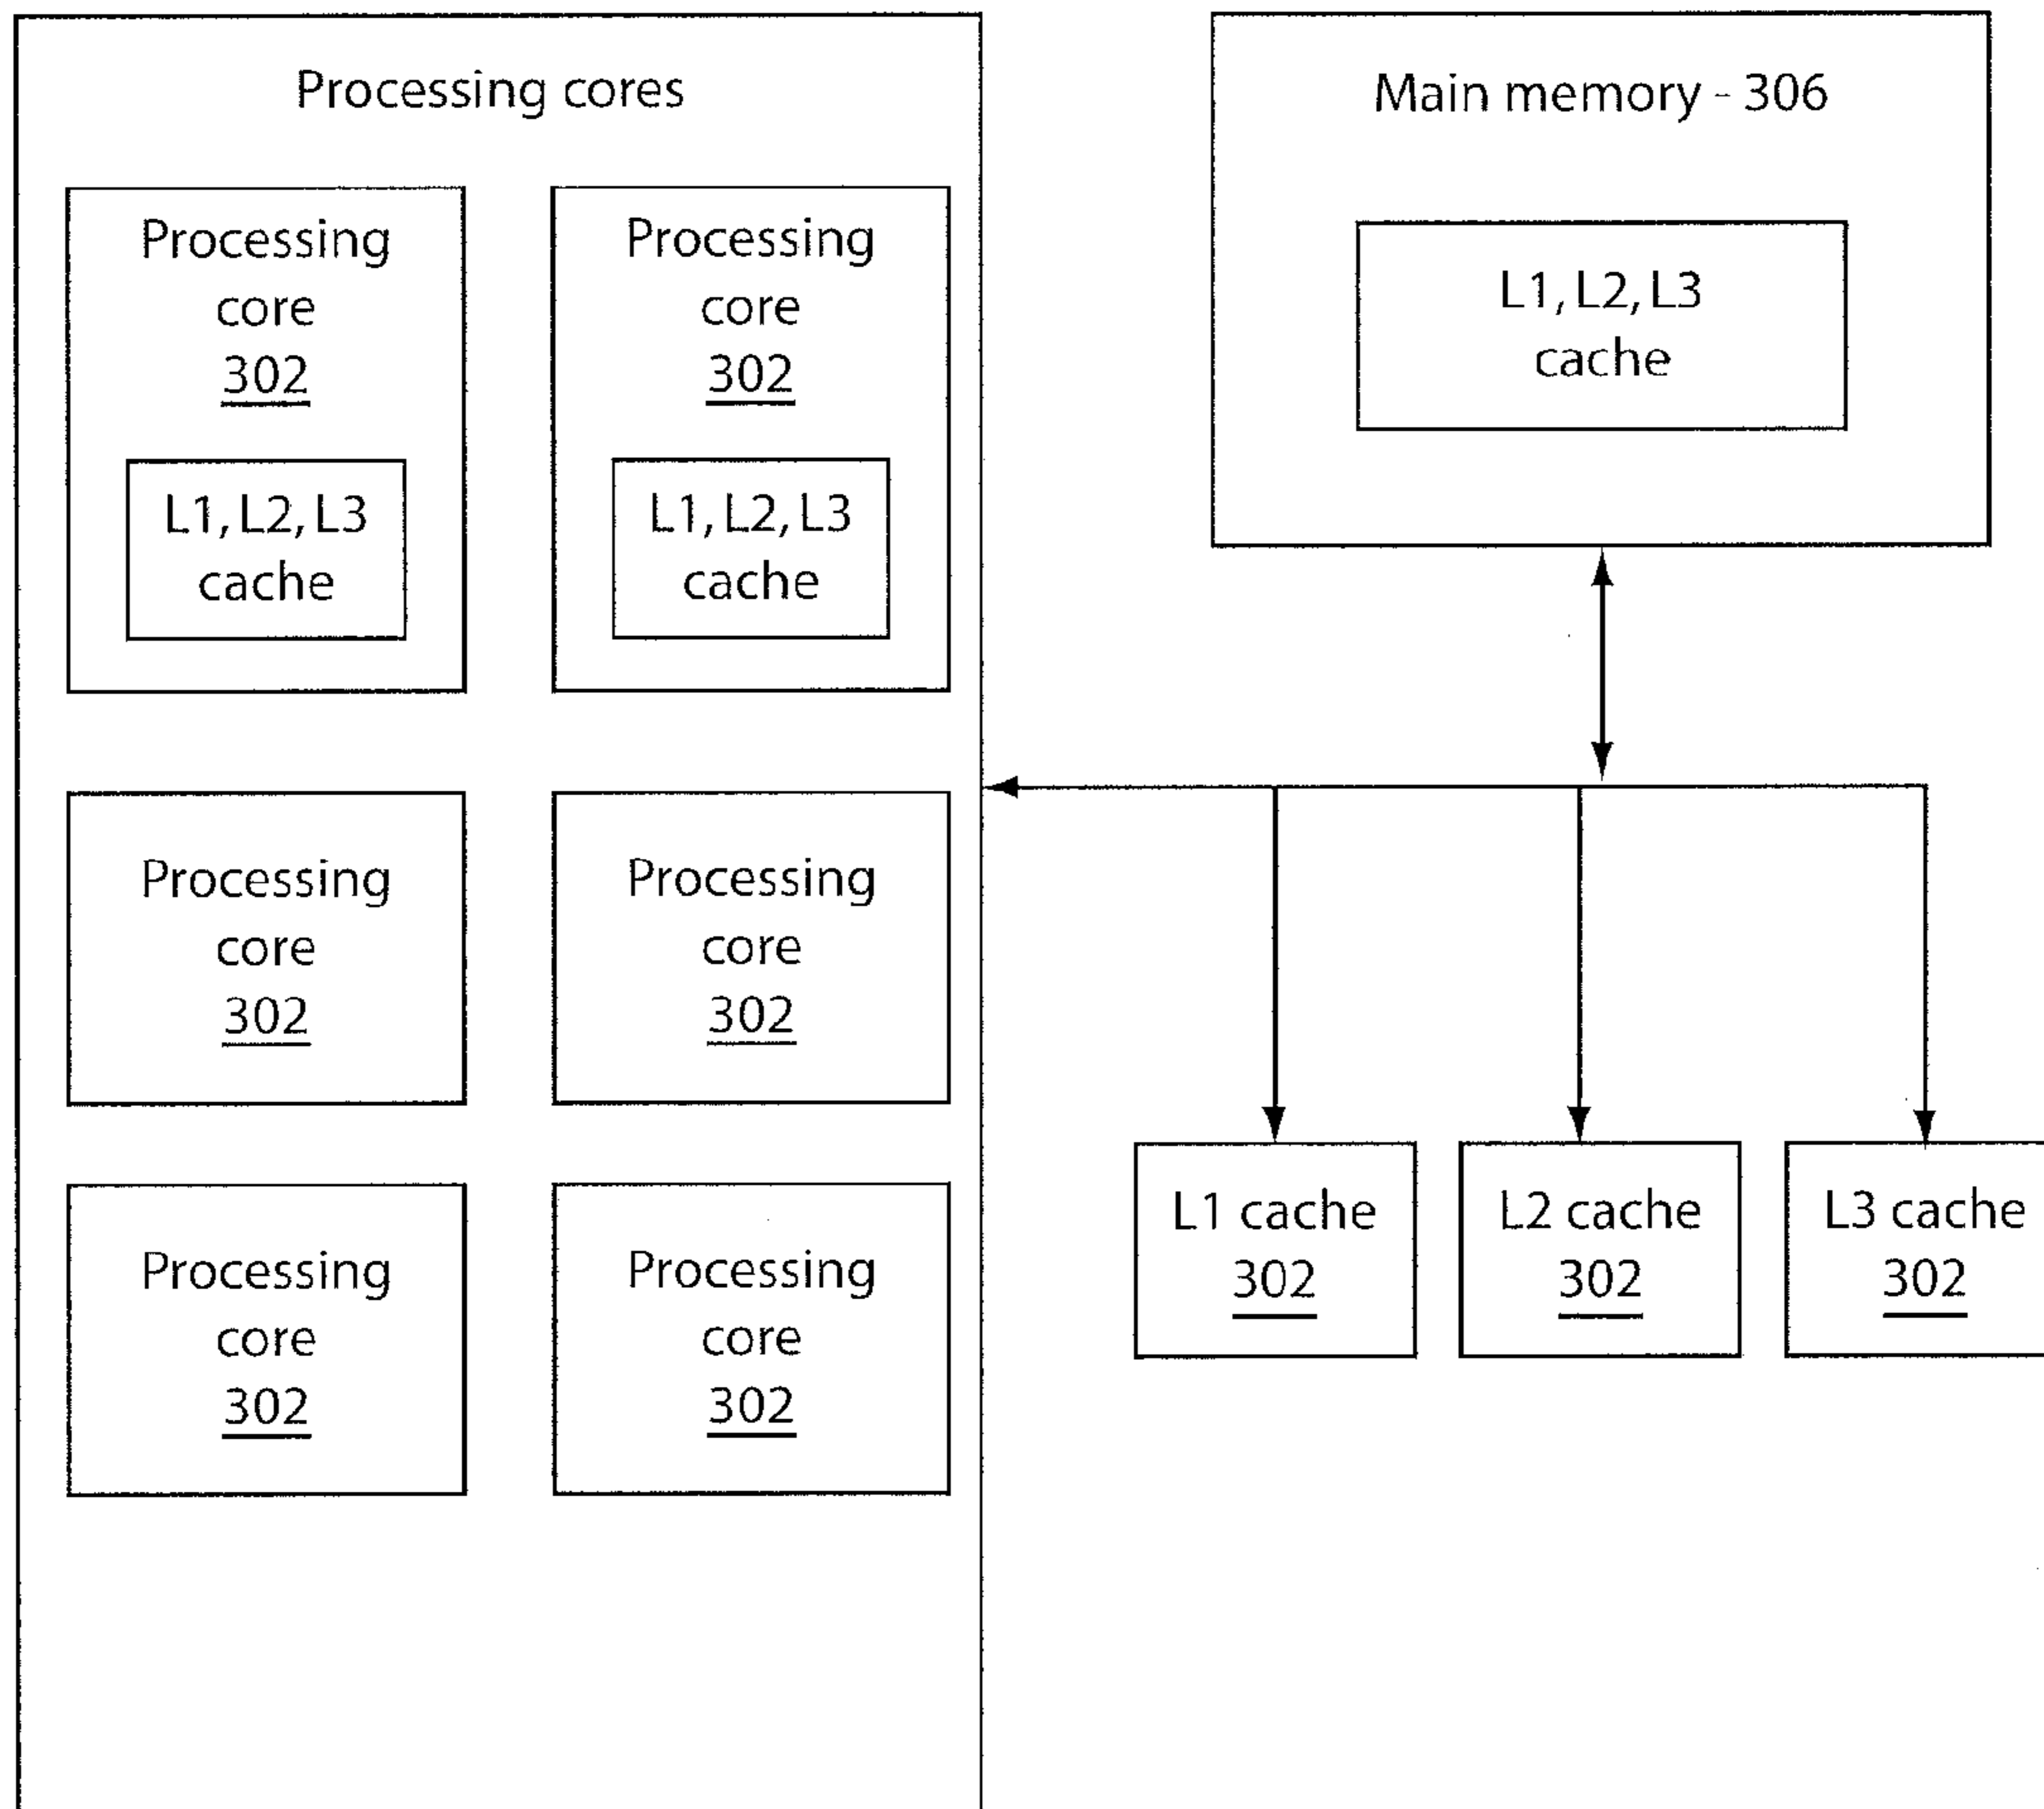 Processing cores
Processing
core
302
L1, L2, L3
cache
Processing
core
302
L1, L2, L3
cache
Processing
core
302
Processing
core
302
Processing
core
302
Processing
core
302
Main memory - 306
L1, L2, L3
cache
L1 cache
302
L2 cache
302
L3 cache
302